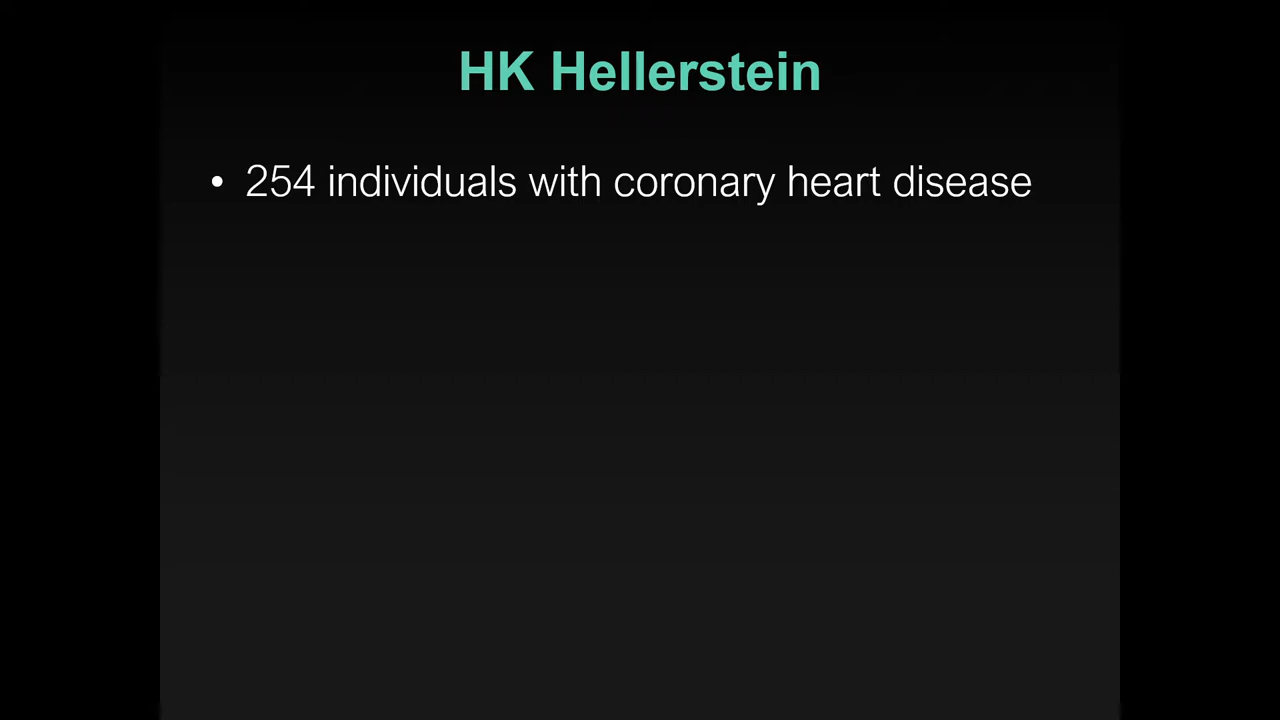 HK Hellerstein
• 254 individuals with coronary heart disease